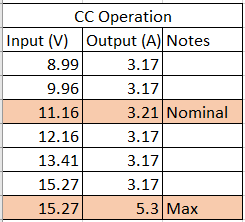 CC Operation
Input (V) Output (A) Notes
8.99 3.17
9.96 3.17
11.16 3.21 Nominal
12.16 3.17
13.41 3.17
15.27 3.17
15.27 5.3 Max